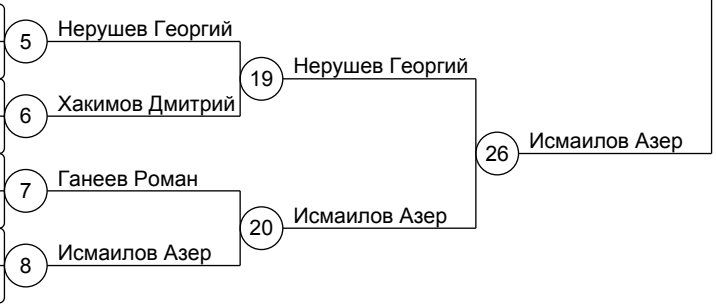 5 Нерушев Георгий
19 Нерушев Георгий
6 Хакимов Дмитрий
26 Исмаилов Азер
7 Ганеев Роман
20 Исмаилов Азер
8 Исмаилов Азер